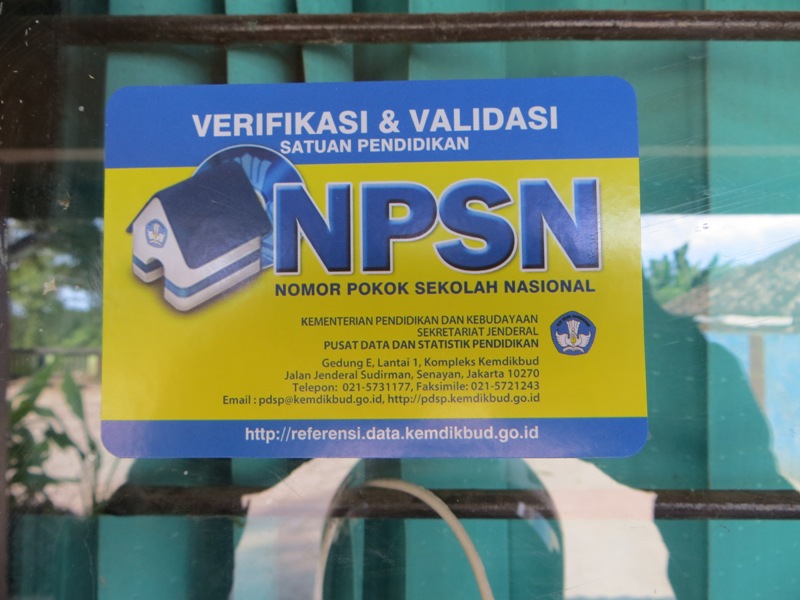 VERIFIKASI & VALIDASI
SATUAN PENDIDIKAN
NPSN
NOMOR POKOK SEKOLAH NASIONAL
KEMENTERIAN PENDIDIKAN DAN KEBUDAYAAN
SEKRETARIAT JENDERAL
PUSAT DATA DAN STATISTIK PENDIDIKAN
Gedung E, Lantai 1, Kompleks Kemdikbud
Jalan Jenderal Sudirman, Senayan, Jakarta 10270
Telepon: 021-5731177, Faksimile: 021-5721243
Email : pdsp@kemdikbud.go.id, http://pdsp.kemdikbud.go.id
http://referensi.data.kemdikbud.go.id